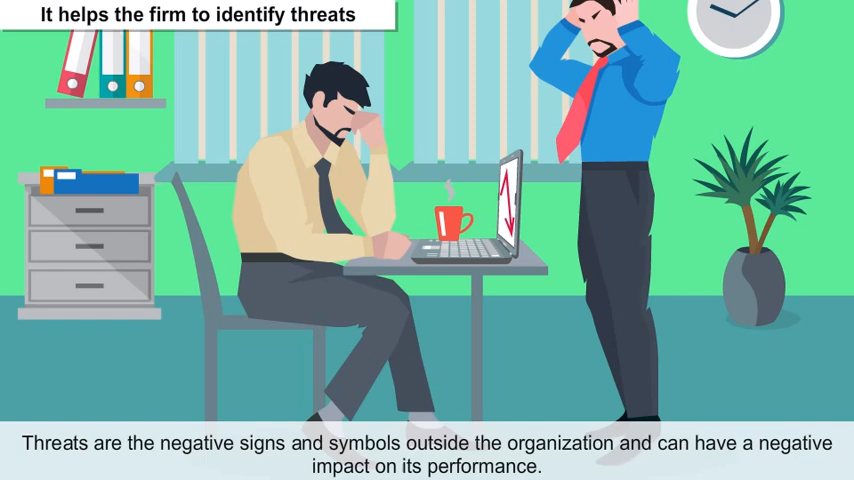 It helps the firm to identify threats
Threats are the negative signs and symbols outside the organization and can have a negative
impact on its performance.